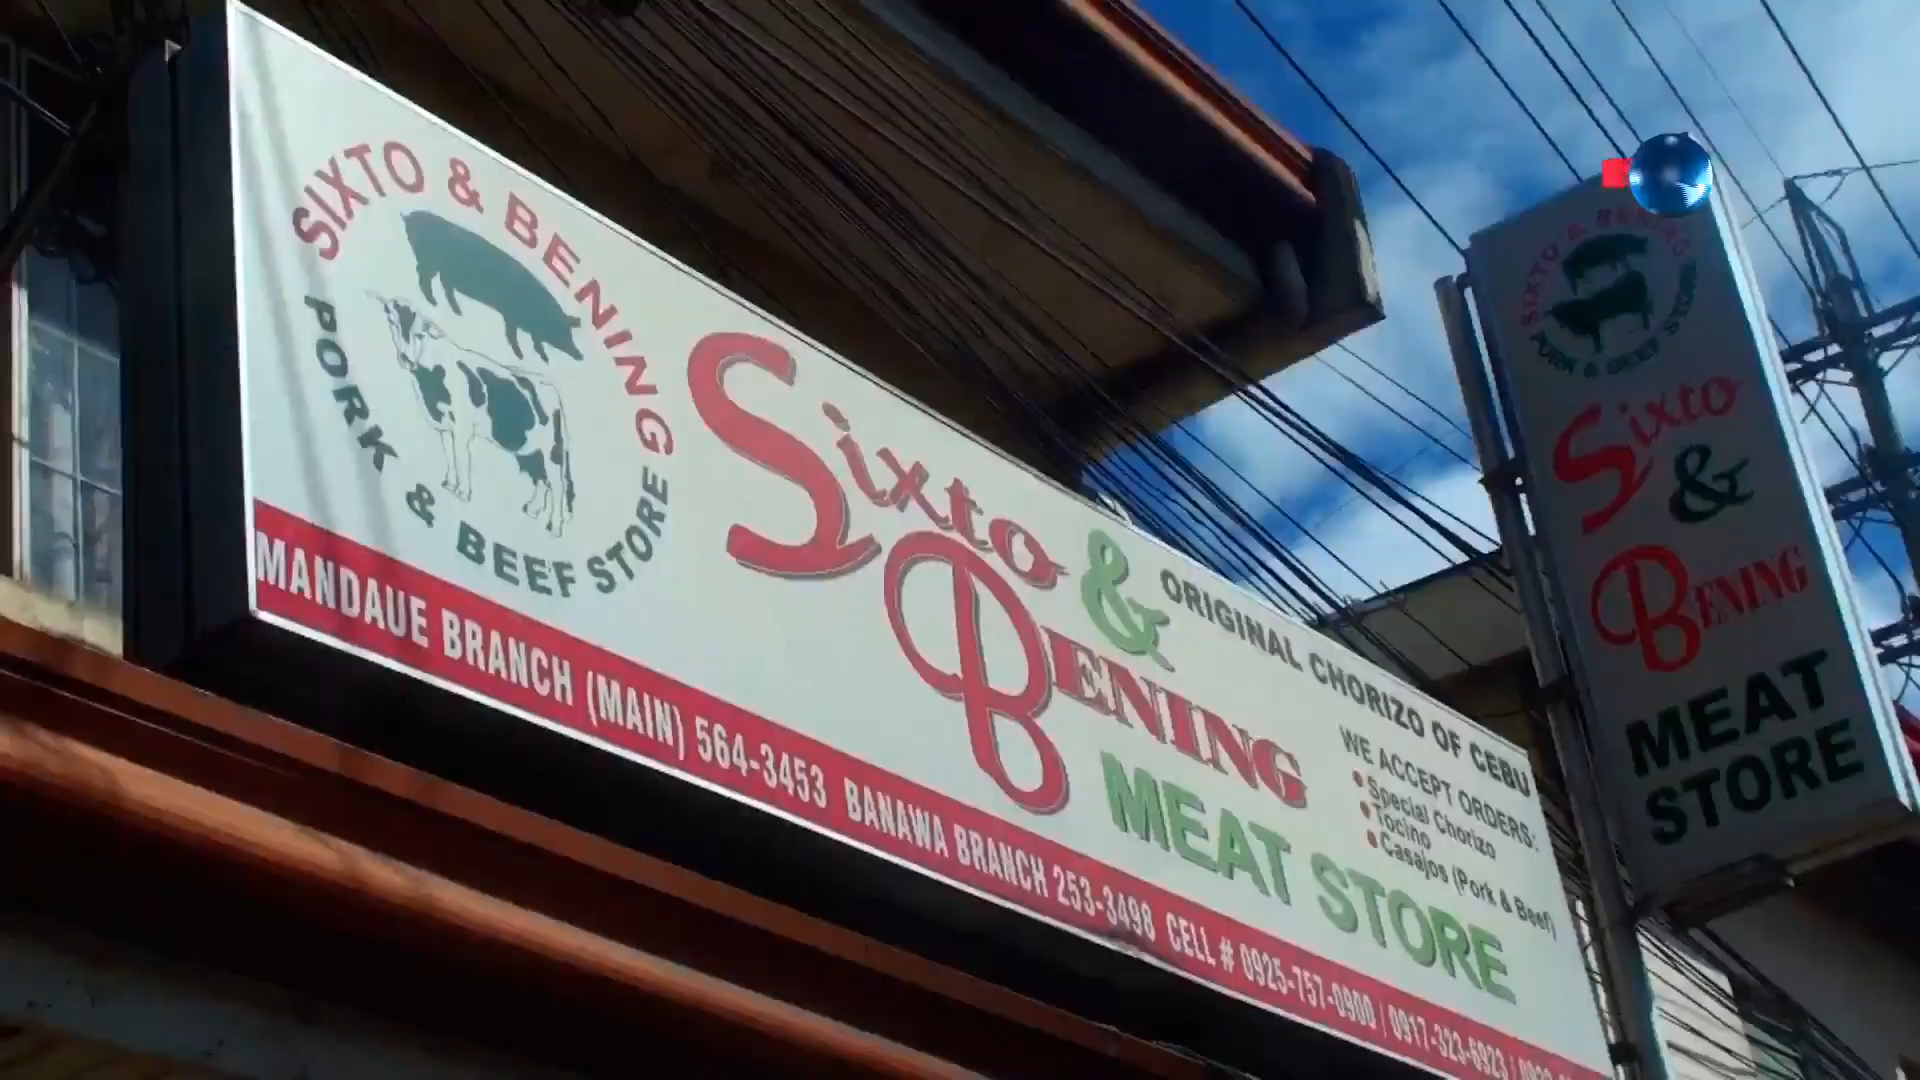 SIXTO & BENING
PORK & BEEF STORE
Sixto &
BENING
MEAT STORE
ORIGINAL CHORIZO OF CEBU
WE ACCEPT ORDERS:
• Special Chorizo
• Tocino
• Casajos (Pork & Beef)
MANDAUE BRANCH (MAIN) 564-3453 BANAWA BRANCH 253-3498 CELL # 0925-757-0900 | 0917-323-6923 |
SIXTO & BENING
PORK & BEEF STORE
Sixto
&
BENING
MEAT
STORE